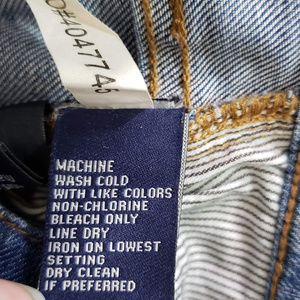 MACHINE
WASH COLD
WITH LIKE COLORS
NON-CHLORINE
BLEACH ONLY
LINE DRY
IRON ON LOWEST
SETTING
DRY CLEAN
IF PREFERRED